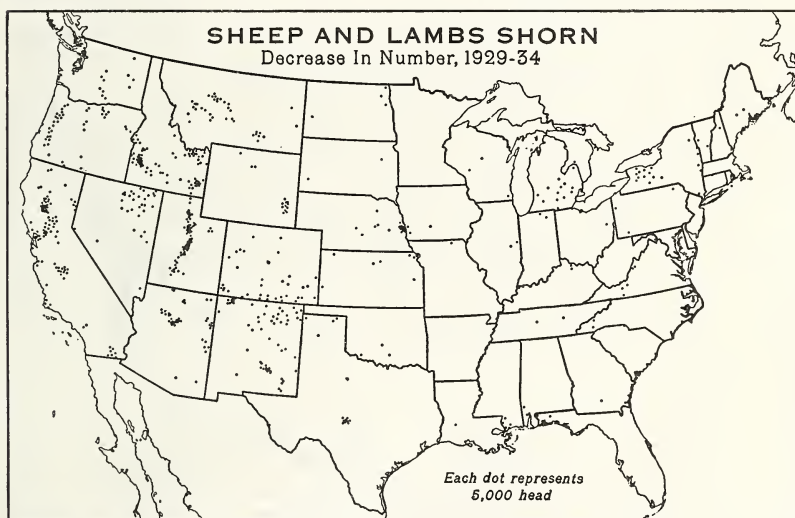 SHEEP AND LAMBS SHORN
Decrease In Number, 1929-34
Each dot represents
5,000 head